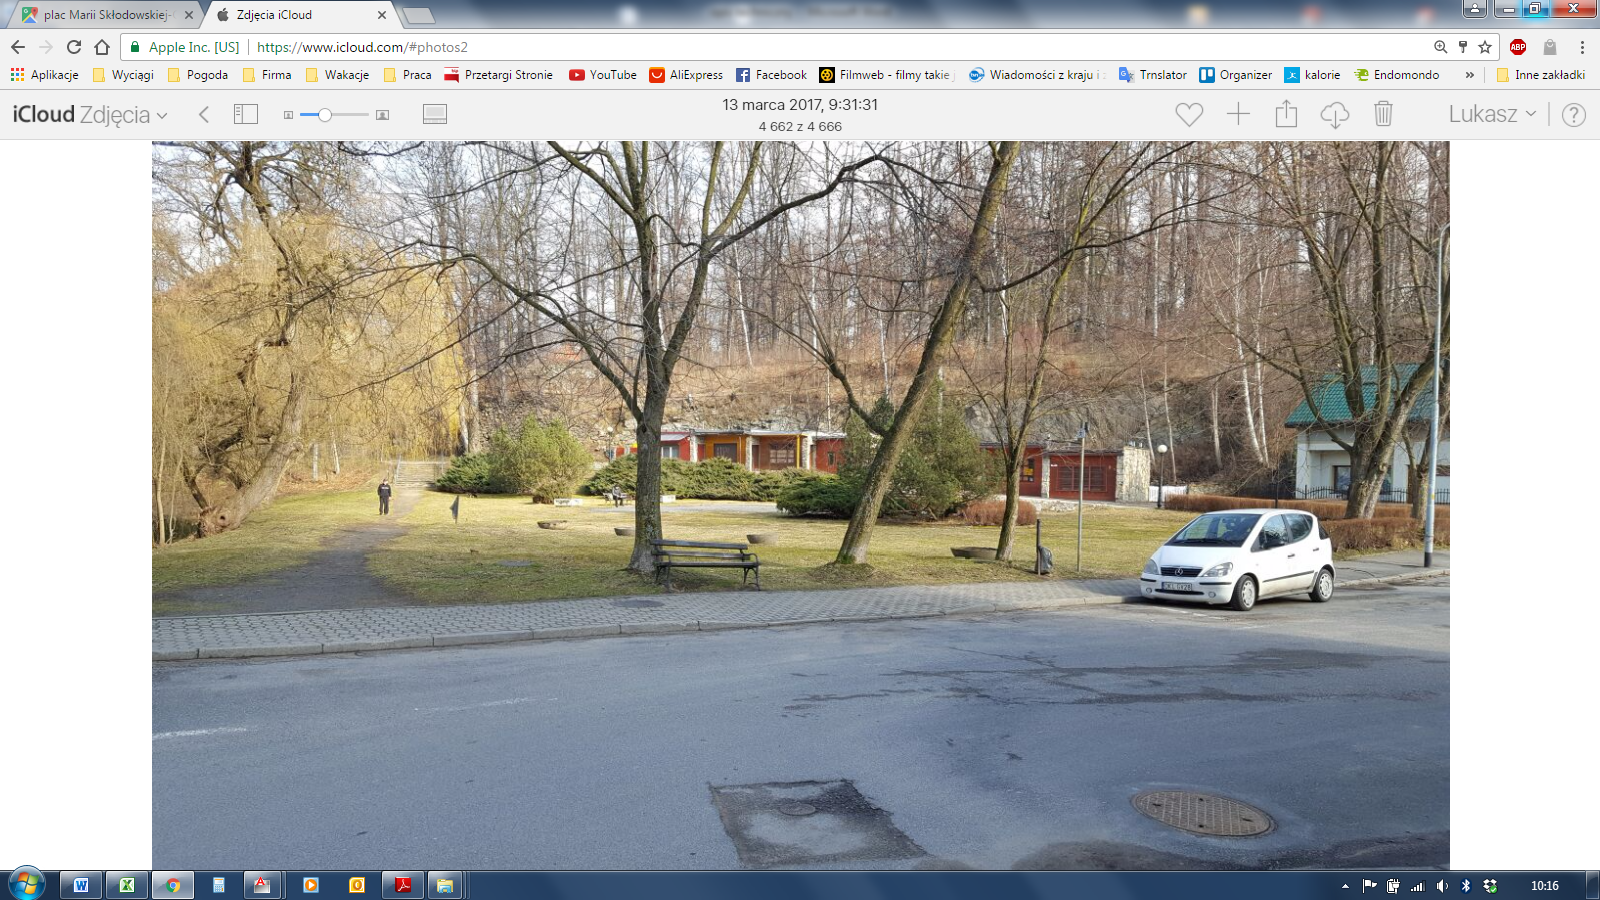 plac Marii Skłodowskiej-
Zdjęcia iCloud
Apple Inc. [US]
https://www.icloud.com/#photos2
ABP
Aplikacje
Wyciągi
Pogoda
Firma
Wakacje
Praca
Przetargi Stronie
YouTube
AliExpress
Facebook
Filmweb - filmy takie
Wiadomości z kraju i
Trnslator
Organizer
kalorie
Endomondo
»
Inne zakładki
iCloud Zdjęcia
13 marca 2017, 9:31:31
4 662 z 4 666
Lukasz
10:16